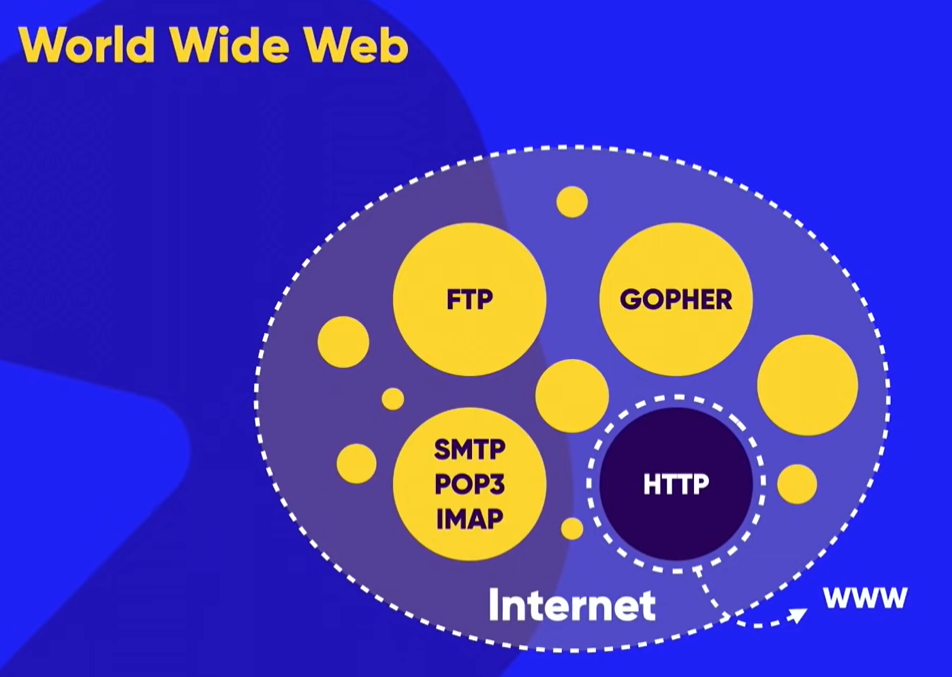 World Wide Web
FTP
GOPHER
SMTP
POP3
IMAP
HTTP
Internet
WWW